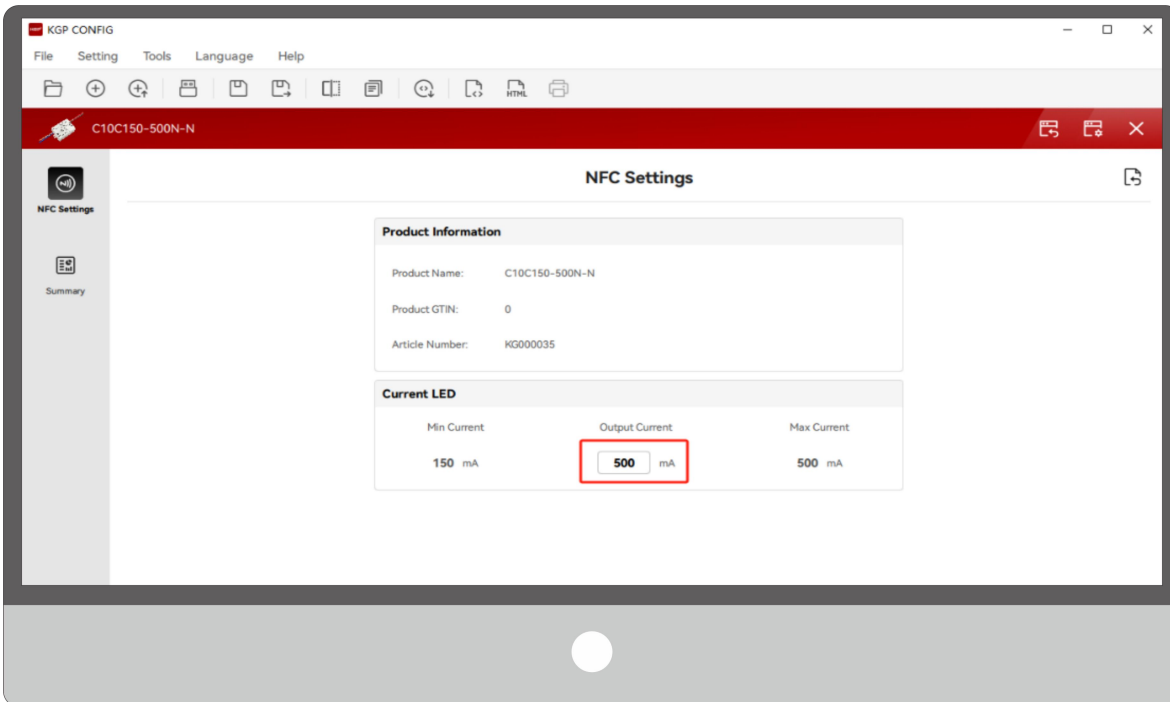 KGP CONFIG
File Setting Tools Language Help
HTML
C10C150-500N-N
NFC Settings
NFC Settings
Summary
Product Information
Product Name: C10C150-500N-N
Product GTIN: 0
Article Number: KG000035
Current LED
Min Current Output Current Max Current
150 mA 500 mA 500 mA